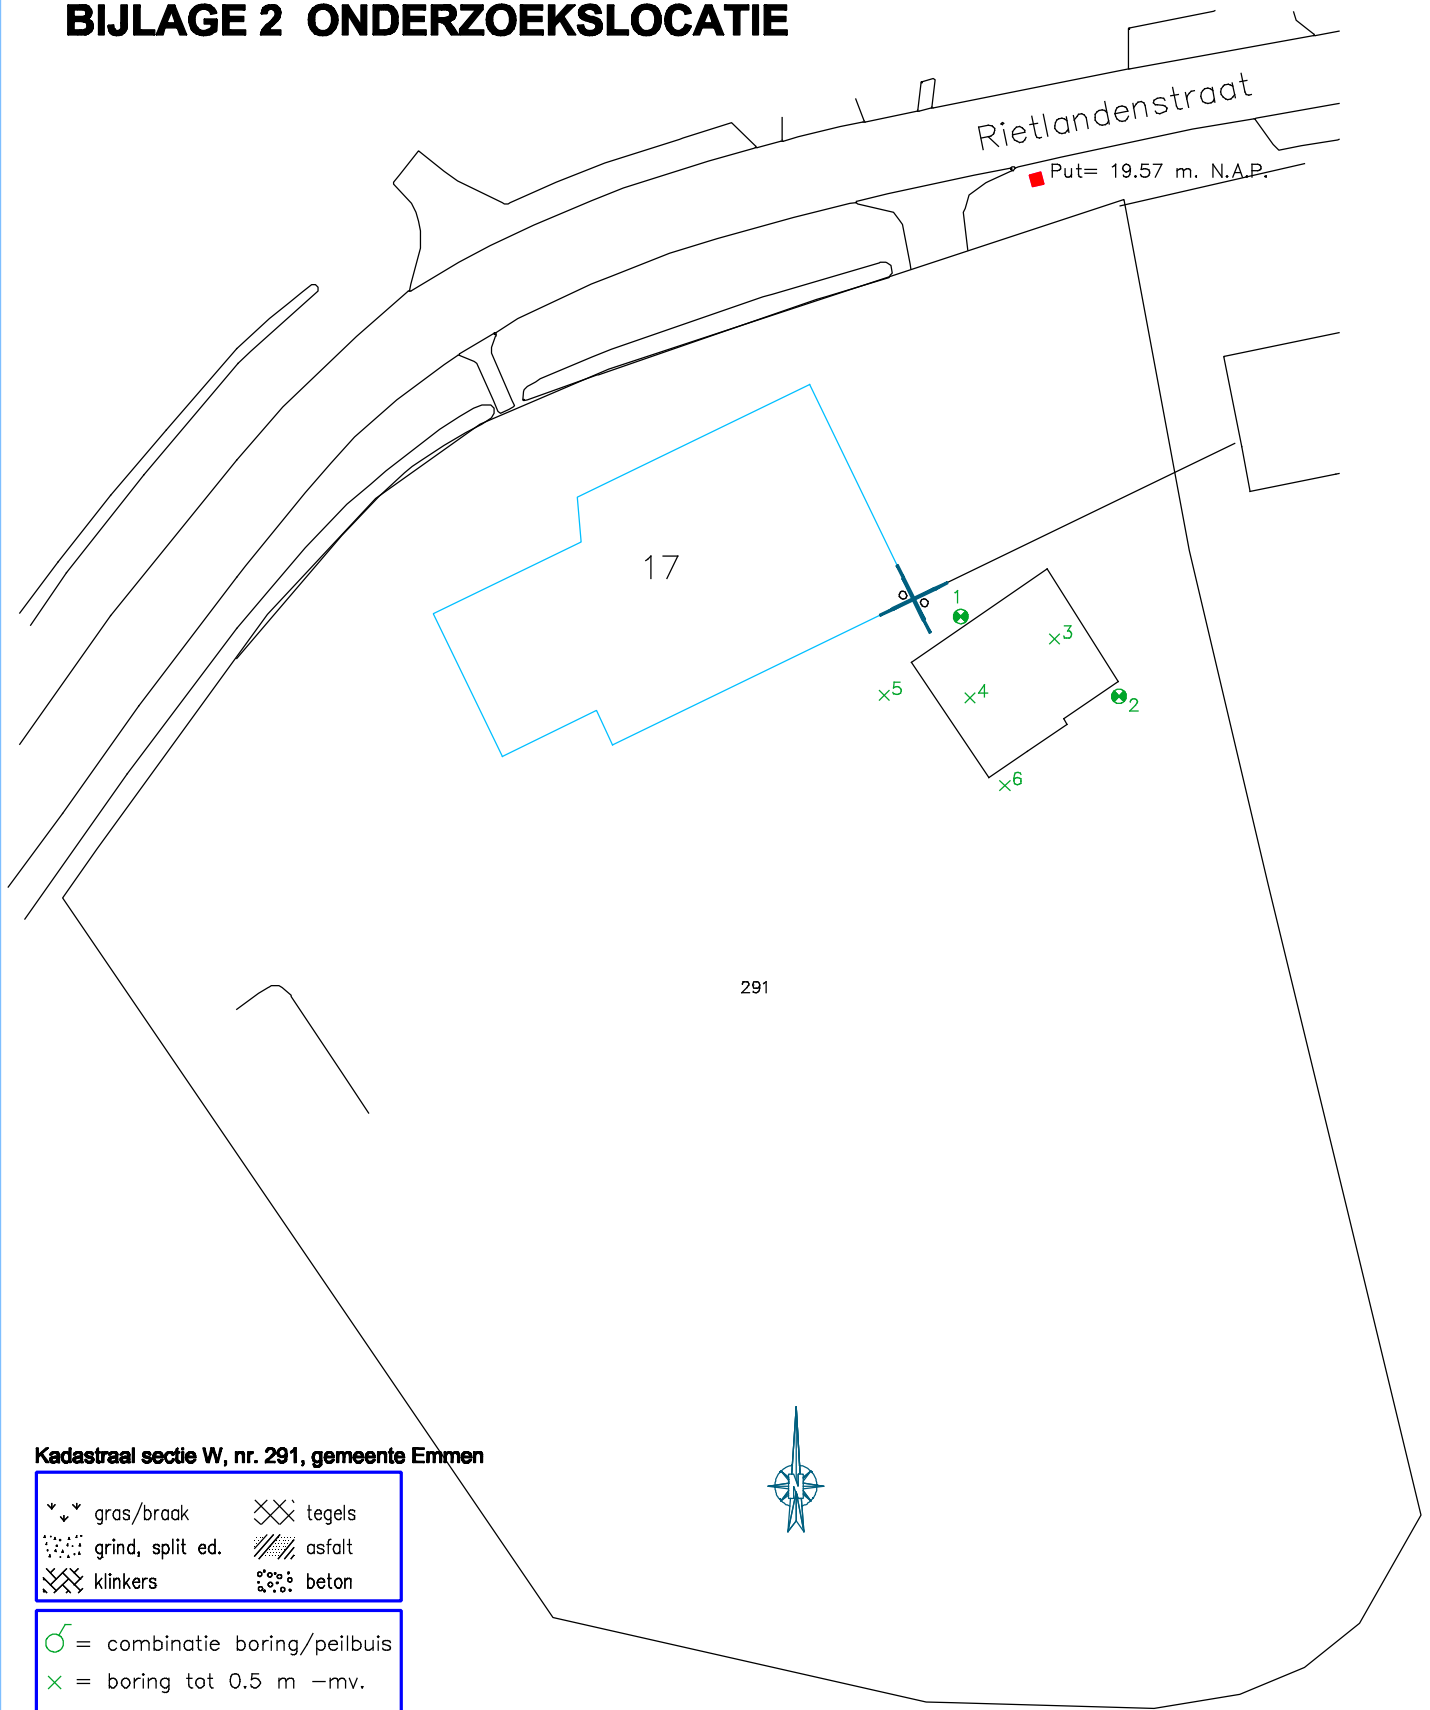 BIJLAGE 2 ONDERZOEKSLOCATIE
Rietlandenstraat
Put= 19.57 m. N.A.P.
17
1
3
5
4
2
6
291
N
Kadastraal sectie W, nr. 291, gemeente Emmen
gras/braak
tegels
grind, split ed.
asfalt
klinkers
beton
= combinatie boring/peilbuis
= boring tot 0.5 m -mv.